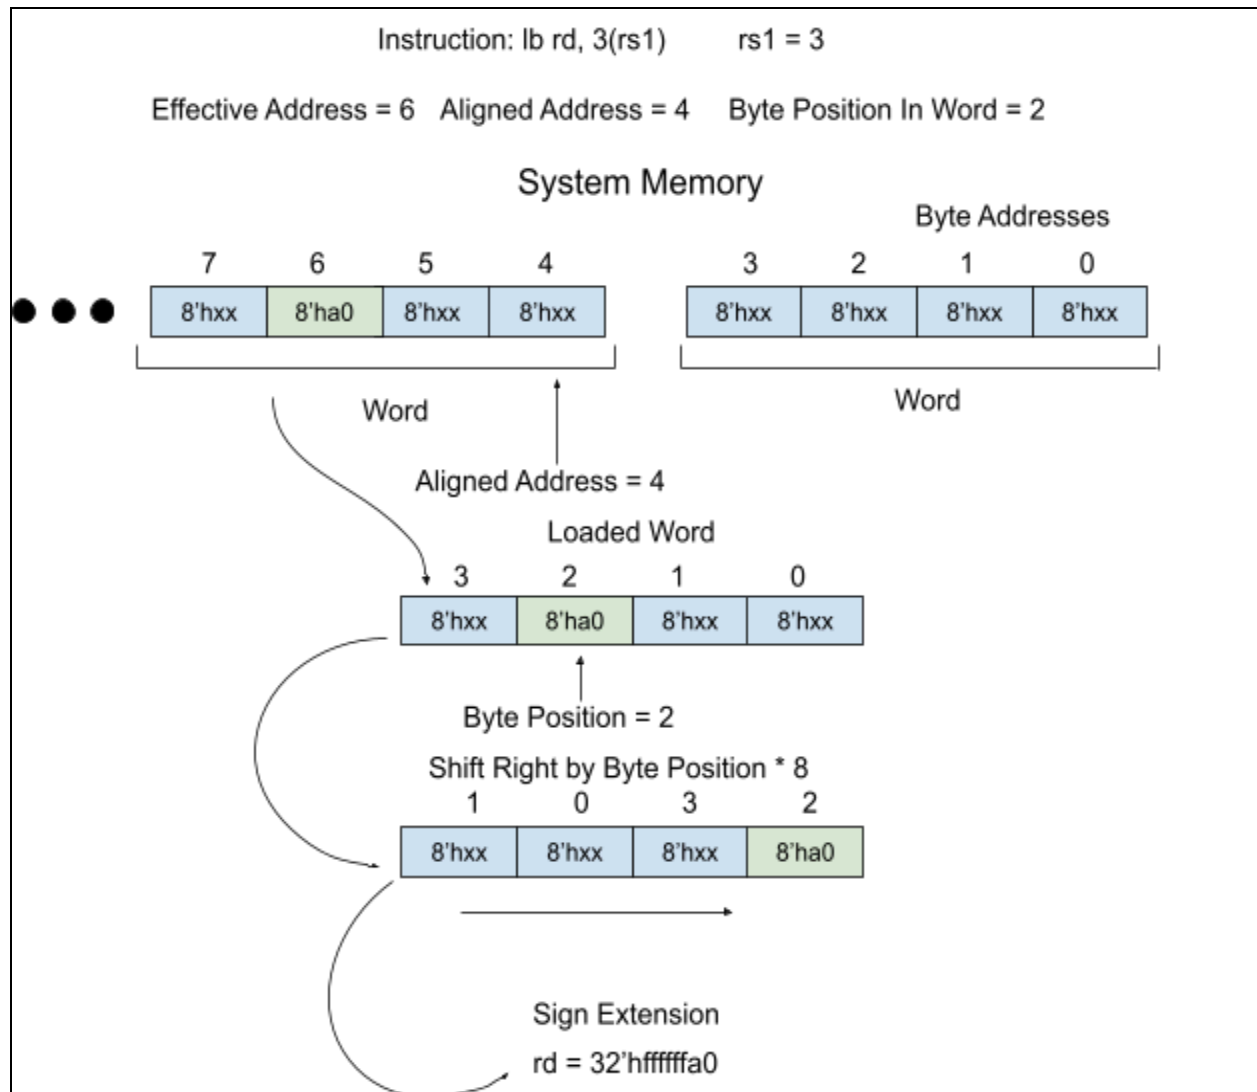 Instruction: lb rd, 3(rs1) rs1 = 3
Effective Address = 6 Aligned Address = 4 Byte Position In Word = 2
System Memory
Byte Addresses
7 6 5 4 3 2 1 0
8'hxx 8'ha0 8'hxx 8'hxx 8'hxx 8'hxx 8'hxx 8'hxx
Word Word
Aligned Address = 4
Loaded Word
3 2 1 0
8'hxx 8'ha0 8'hxx 8'hxx
Byte Position = 2
Shift Right by Byte Position * 8
1 0 3 2
8'hxx 8'hxx 8'hxx 8'ha0
Sign Extension
rd = 32'hffffffa0